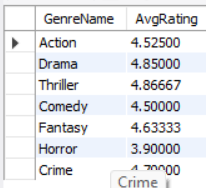 GenreName AvgRating
Action 4.52500
Drama 4.85000
Thriller 4.86667
Comedy 4.50000
Fantasy 4.63333
Horror 3.90000
Crime
Crime